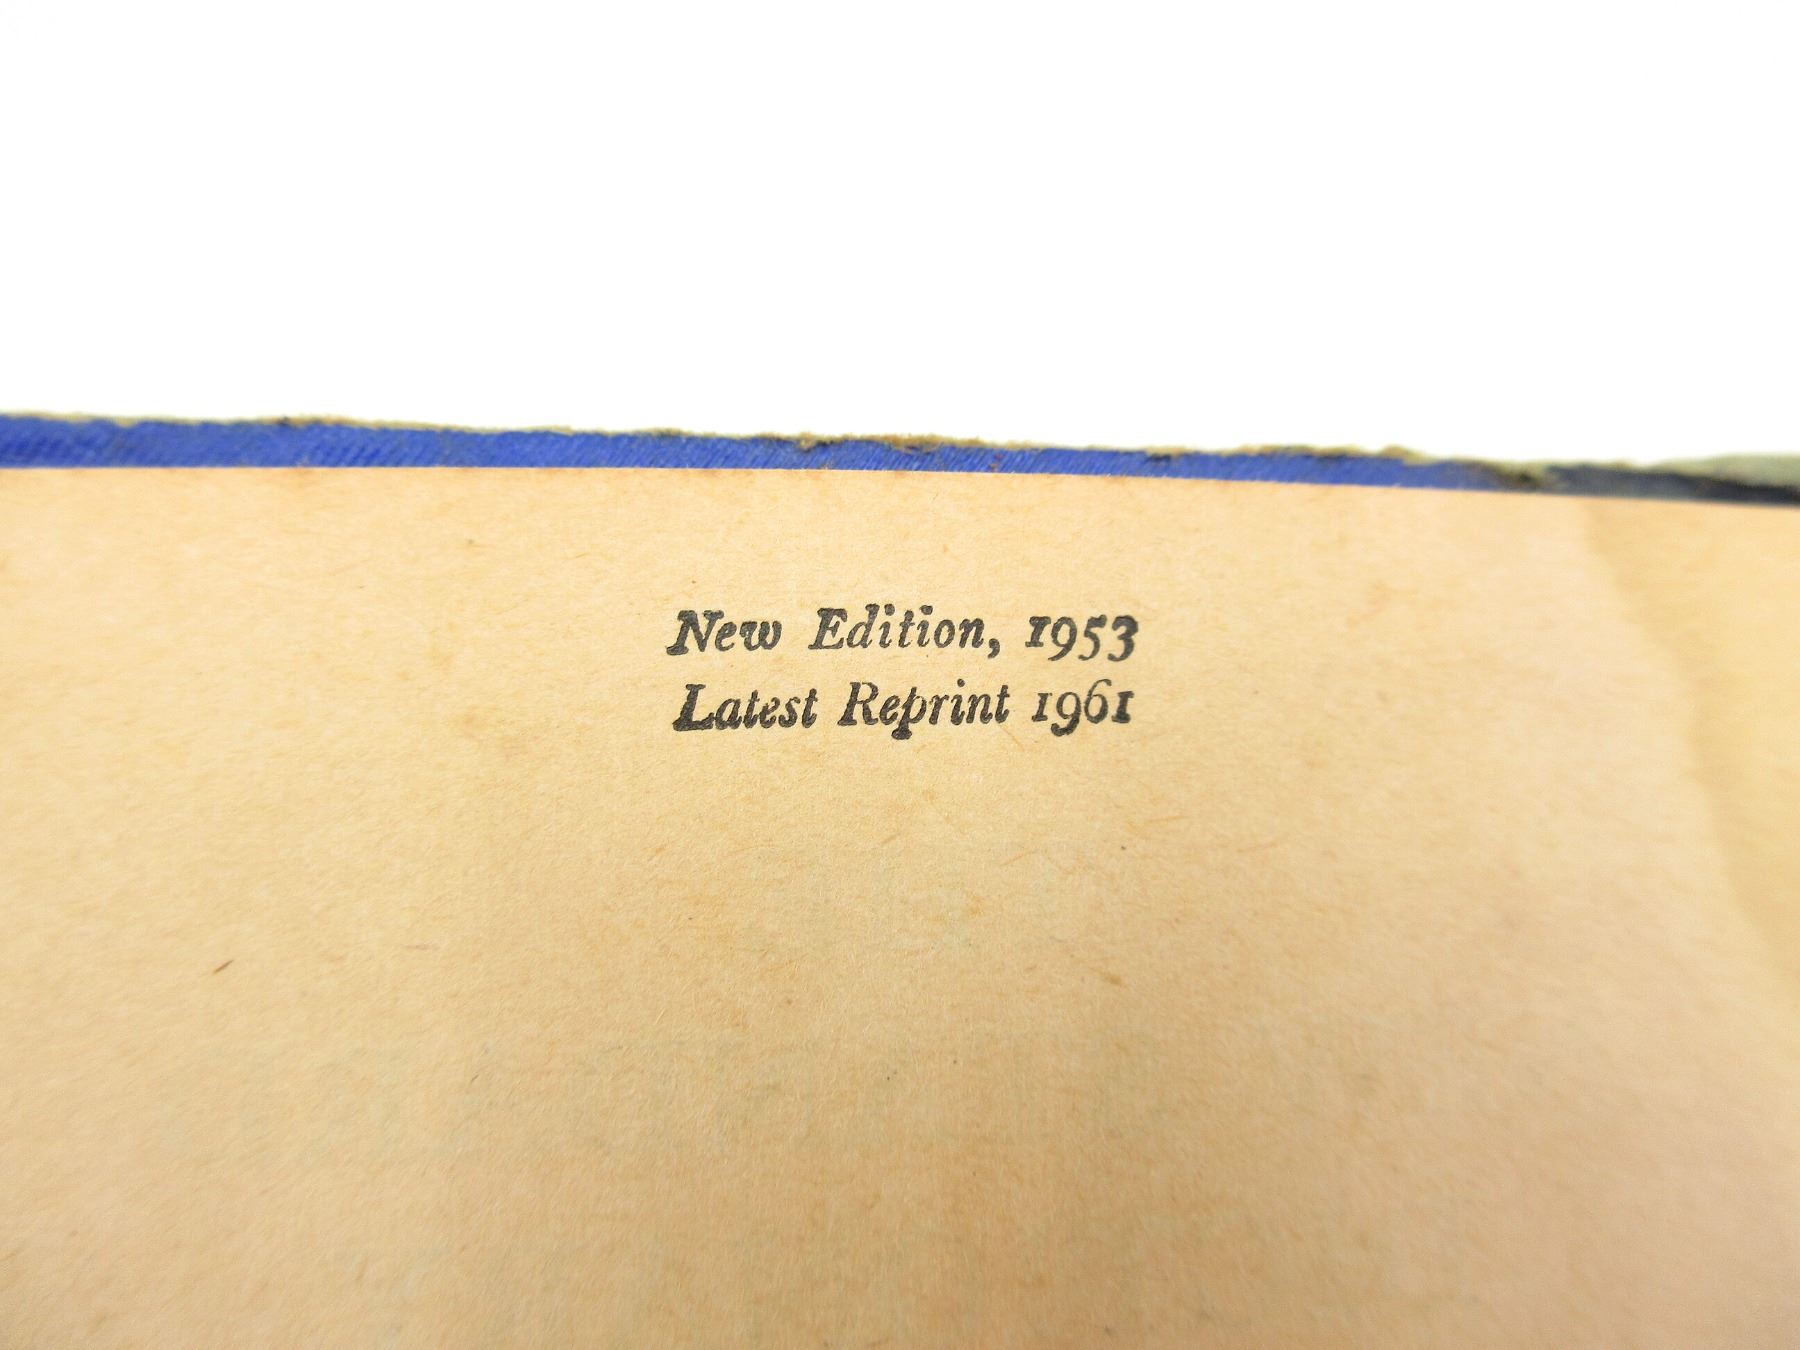 New Edition, 1953
Latest Reprint 1961